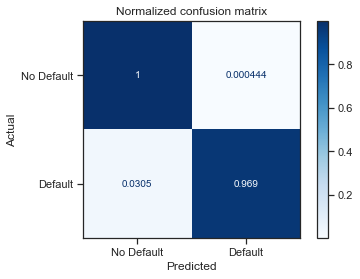 Normalized confusion matrix
No Default
1
0.000444
Default
0.0305
0.969
Actual
No Default
Default
Predicted
0.8
0.6
0.4
0.2